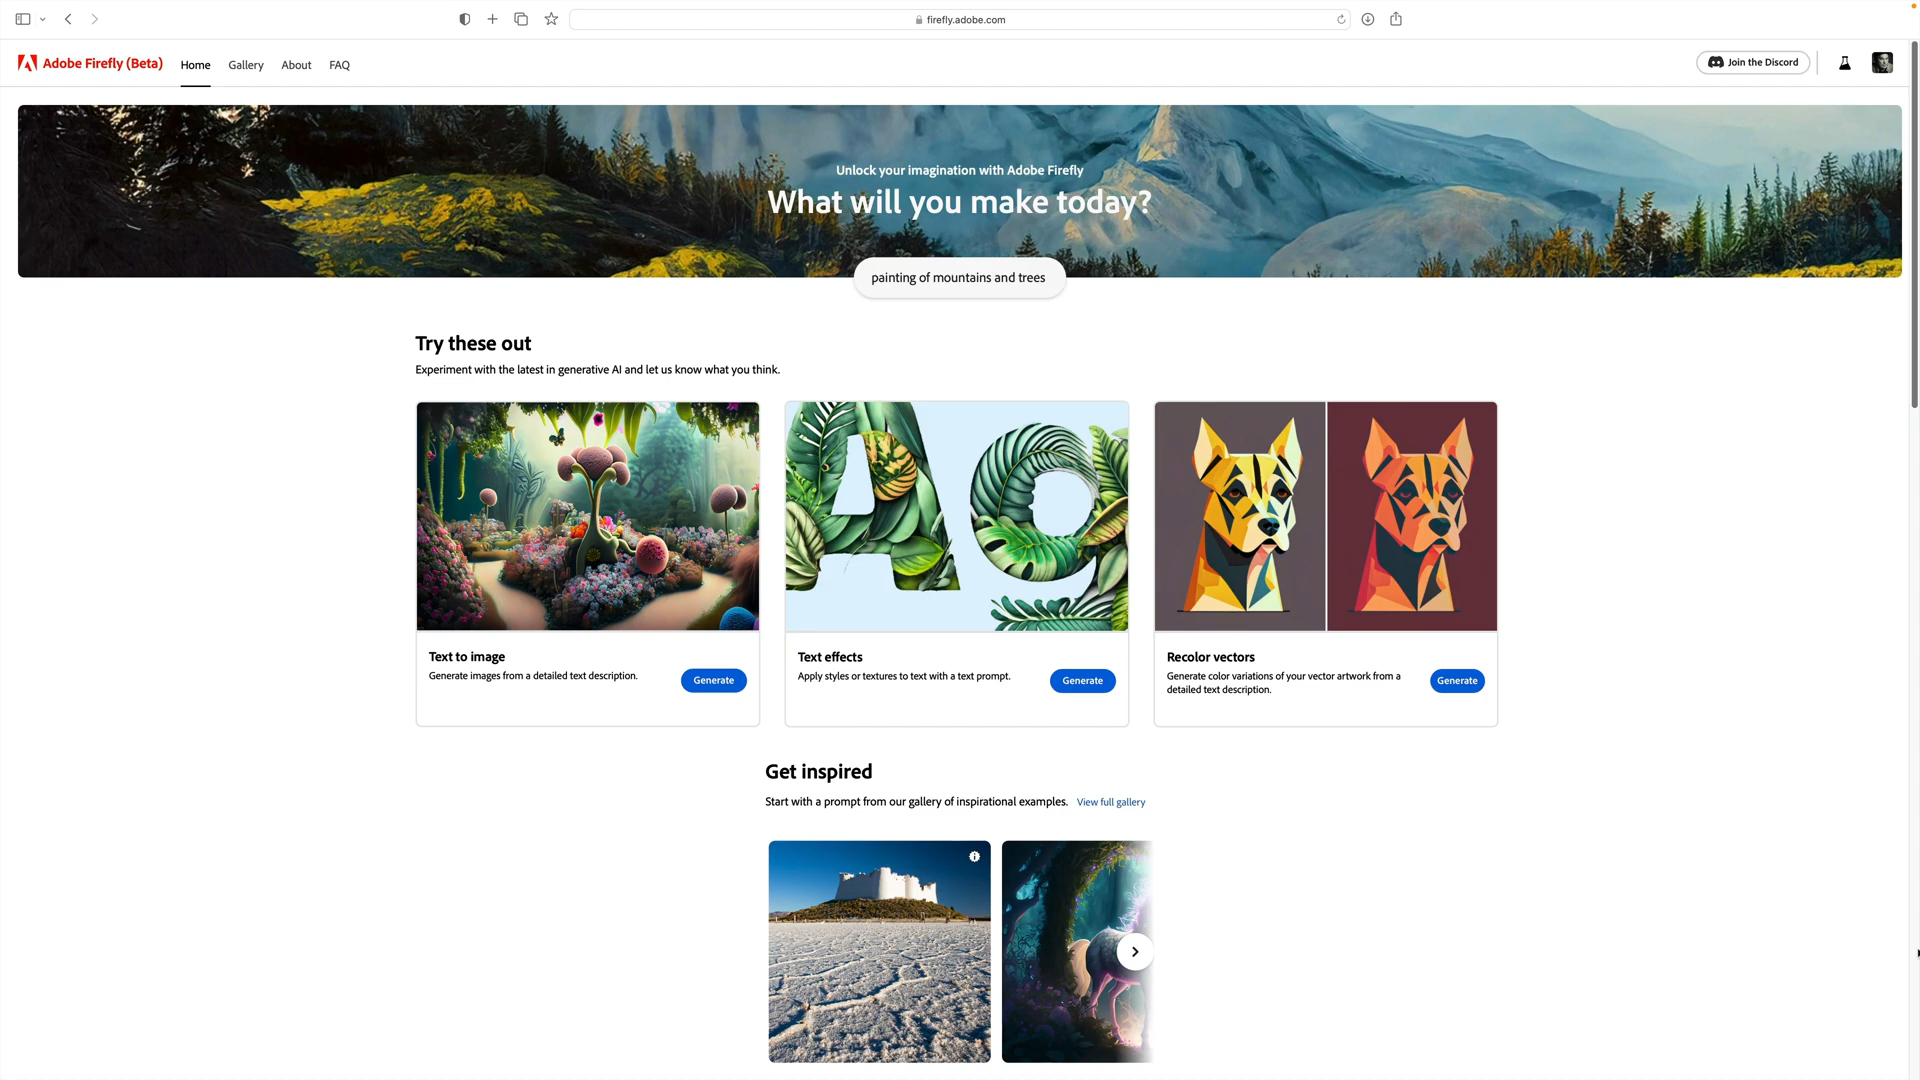 firefly.adobe.com
Adobe Firefly (Beta)
Home
Gallery
About
FAQ
Join the Discord
Unlock your imagination with Adobe Firefly
What will you make today?
painting of mountains and trees
Try these out
Experiment with the latest in generative AI and let us know what you think.
Ag
Text to image
Generate images from a detailed text description.
Generate
Text effects
Apply styles or textures to text with a text prompt.
Generate
Recolor vectors
Generate color variations of your vector artwork from a
detailed text description.
Generate
Get inspired
Start with a prompt from our gallery of inspirational examples.
View full gallery